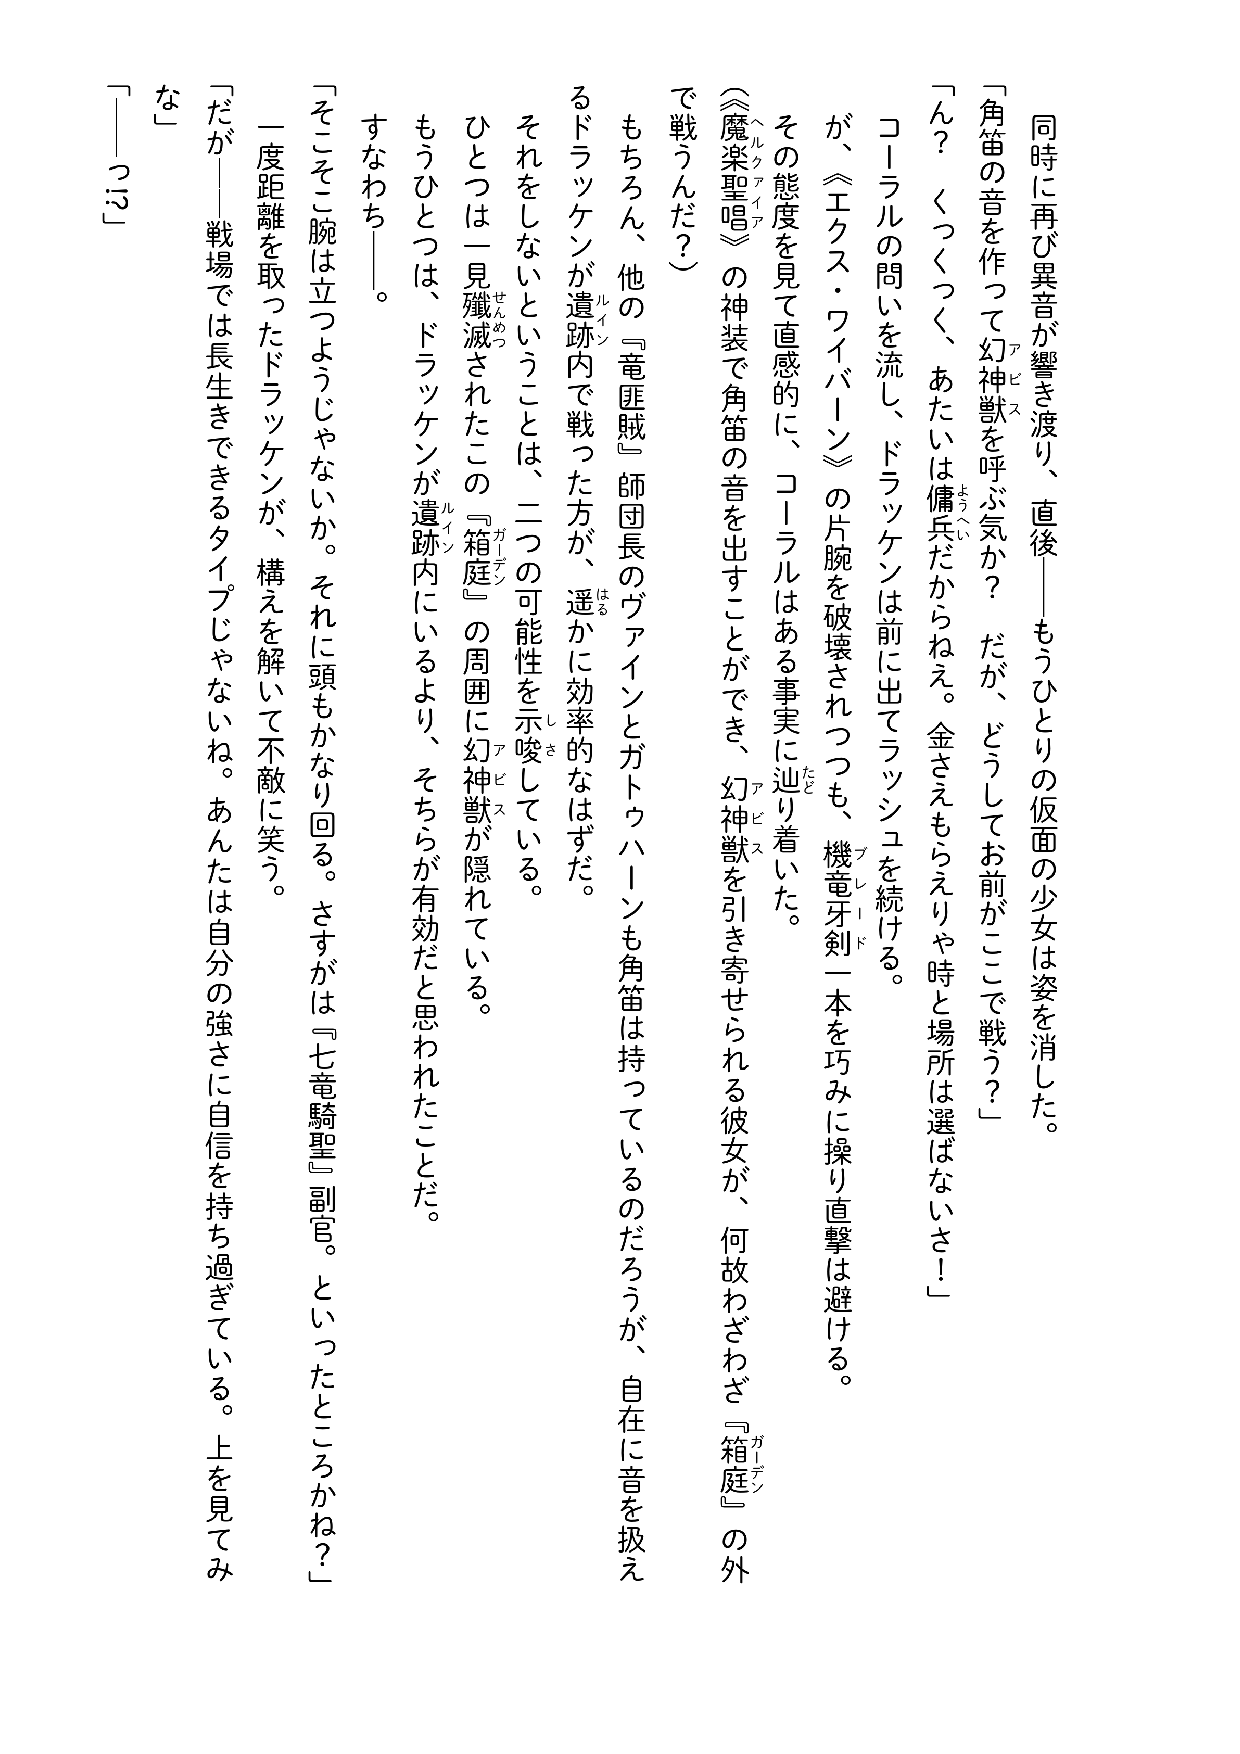 同時に再び異音が響き渡り、直後――もうひとりの仮面の少女は姿を消した。
「角笛の音を作って幻神獣を呼ぶ気か？　だが、どうしてお前がここで戦う？」
「ん？　くっくっく、あたいは傭兵だからねえ。金さえもらえりゃ時と場所は選ばないさ！」
コーラルの問いを流し、ドラッケンは前に出てラッシュを続ける。
が、《エクス・ワイバーン》の片腕を破壊されつつも、機竜牙剣一本を巧みに操り直撃は避ける。
その態度を見て直感的に、コーラルはある事実に辿り着いた。
（《魔楽聖唱》の神装で角笛の音を出すことができ、幻神獣を引き寄せられる彼女が、何故わざわざ『箱庭』の外
で戦うんだ？）
もちろん、他の『竜匪賊』師団長のヴァインとガトゥハーンも角笛は持っているのだろうが、自在に音を扱え
るドラッケンが遺跡内で戦った方が、遥かに効率的なはずだ。
それをしないということは、二つの可能性を示唆している。
ひとつは一見殲滅されたこの『箱庭』の周囲に幻神獣が隠れている。
もうひとつは、ドラッケンが遺跡内にいるより、そちらが有効だと思われたことだ。
すなわち――。
「そこそこ腕は立つようじゃないか。それに頭もかなり回る。さすがは『七竜騎聖』副官。といったところかね？」
一度距離を取ったドラッケンが、構えを解いて不敵に笑う。
「だが――戦場では長生きできるタイプじゃないね。あんたは自分の強さに自信を持ち過ぎている。上を見てみ
な」
「――っ!?」